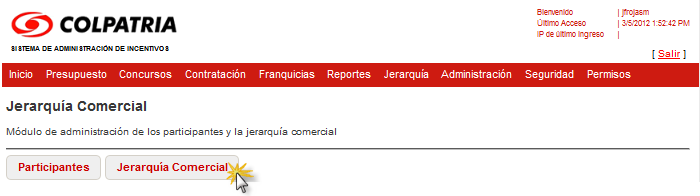 COLPATRIA
SISTEMA DE ADMINISTRACIÓN DE INCENTIVOS
Bienvenido | jfrojasm
Último Acceso | 3/5/2012 1:52:42 PM
IP de último Ingreso |
[ Salir ]
Inicio Presupuesto Concursos Contratación Franquicias Reportes Jerarquía Administración Seguridad Permisos
Jerarquía Comercial
Módulo de administración de los participantes y la jerarquía comercial
Participantes Jerarquía Comercial